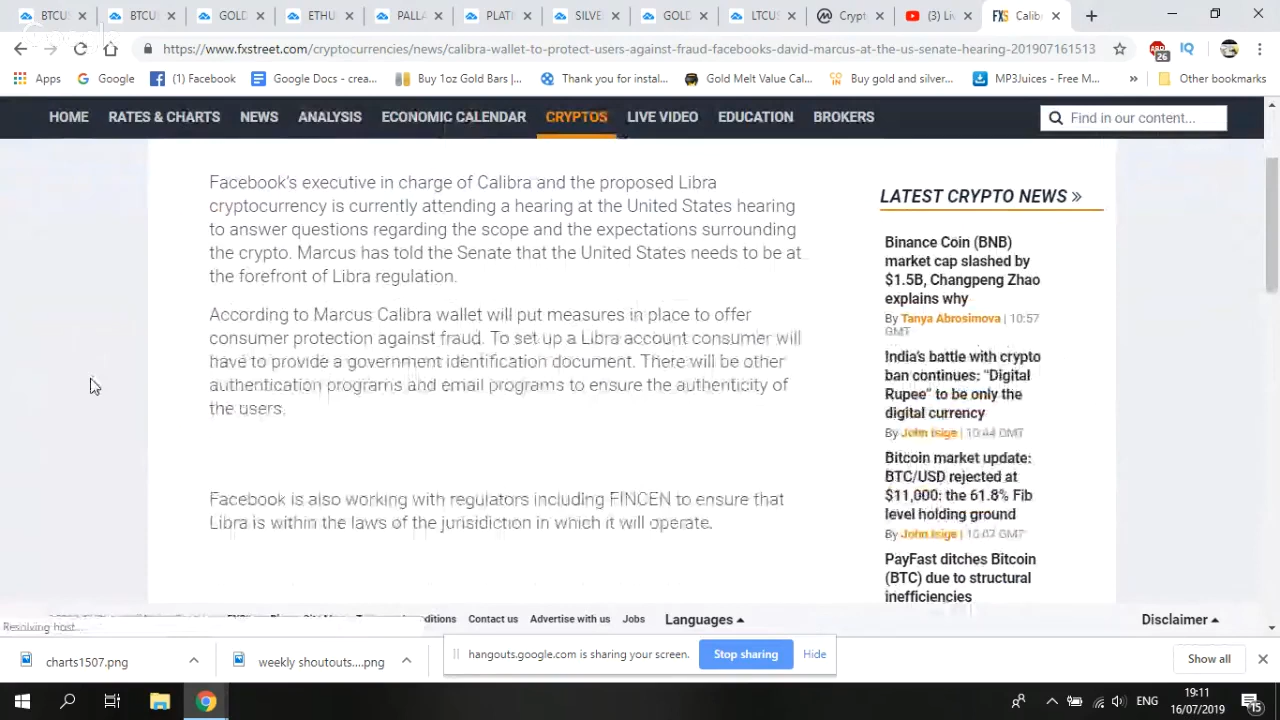 BTCUS
BTCUS
GOLD
ETHU
PALLA
PLATI
SILVE
GOLD
LTCUS
Crypt
(3) Li
Calib
https://www.fxstreet.com/cryptocurrencies/news/calibra-wallet-to-protect-users-against-fraud-facebooks-david-marcus-at-the-us-senate-hearing-201907161513
26
Apps
Google
(1) Facebook
Google Docs - crea...
Buy 1oz Gold Bars |...
Thank you for instal...
Gold Melt Value Cal...
Buy gold and silver...
MP3Juices - Free M...
»
Other bookmarks
HOME
RATES & CHARTS
NEWS
ANALYSIS
ECONOMIC CALENDAR
CRYPTOS
LIVE VIDEO
EDUCATION
BROKERS
Find in our content...
Facebook's executive in charge of Calibra and the proposed Libra
cryptocurrency is currently attending a hearing at the United States hearing
to answer questions regarding the scope and the expectations surrounding
the crypto. Marcus has told the Senate that the United States needs to be at
the forefront of Libra regulation.
According to Marcus Calibra wallet will put measures in place to offer
consumer protection against fraud. To set up a Libra account consumer will
have to provide a government identification document. There will be other
authentication programs and email programs to ensure the authenticity of
the users.
Facebook is also working with regulators including FINCEN to ensure that
Libra is within the laws of the jurisdiction in which it will operate.
LATEST CRYPTO NEWS »
Binance Coin (BNB)
market cap slashed by
$1.5B, Changpeng Zhao
explains why
By Tanya Abrosimova | 10:57
GMT
India's battle with crypto
ban continues: "Digital
Rupee" to be only the
digital currency
By John Isige | 10:44 GMT
Bitcoin market update:
BTC/USD rejected at
$11,000: the 61.8% Fib
level holding ground
By John Isige | 10:07 GMT
PayFast ditches Bitcoin
(BTC) due to structural
inefficiencies
Resolving host...
ditions
Contact us
Advertise with us
Jobs
Languages
Disclaimer
charts1507.png
weekly shoutouts....png
hangouts.google.com is sharing your screen.
Stop sharing
Hide
Show all
ENG
19:11
16/07/2019
15